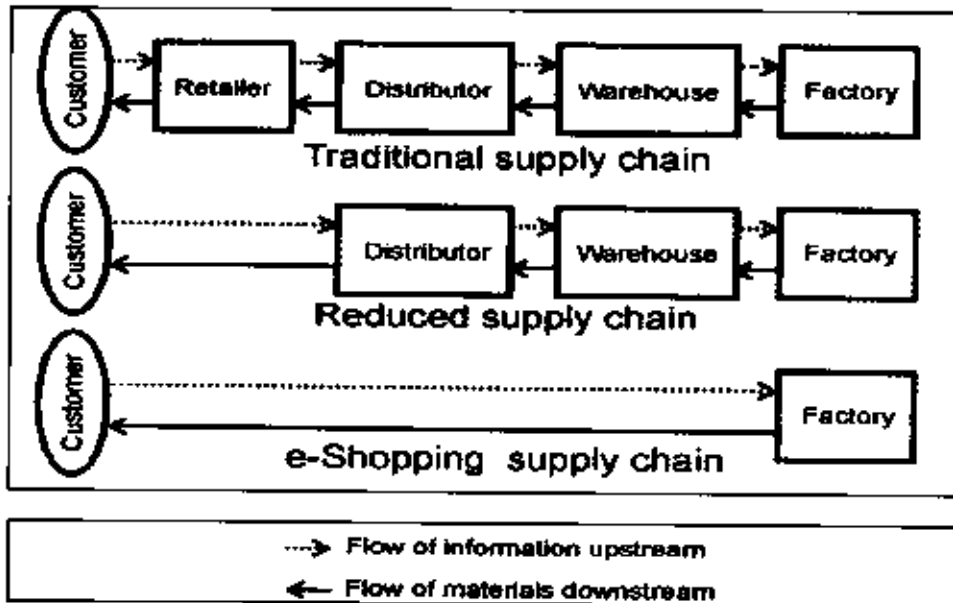 Customer Retailer Distributor Warehouse Factory
Traditional supply chain
Customer Distributor Warehouse Factory
Reduced supply chain
Customer Factory
e-Shopping supply chain
Flow of information upstream
Flow of materials downstream